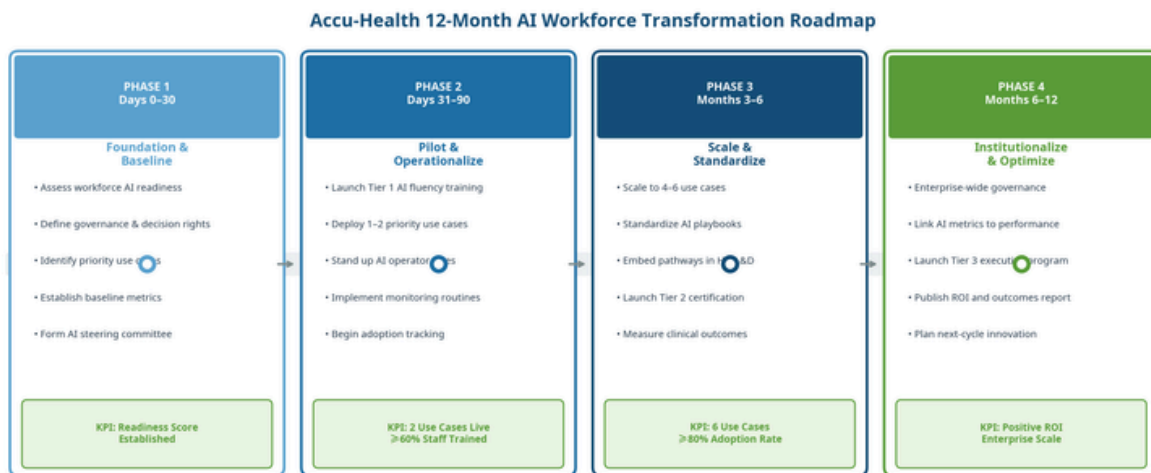 Accu-Health 12-Month AI Workforce Transformation Roadmap
PHASE 1
Days 0–30
Foundation &
Baseline
• Assess workforce AI readiness
• Define governance & decision rights
• Identify priority use
• Establish baseline metrics
• Form AI steering committee
KPI: Readiness Score
Established
PHASE 2
Days 31–90
Pilot &
Operationalize
• Launch Tier 1 AI fluency training
• Deploy 1–2 priority use cases
• Stand up AI
• Implement monitoring routines
• Begin adoption tracking
KPI: 2 Use Cases Live
⩾60% Staff Trained
PHASE 3
Months 3–6
Scale &
Standardize
• Scale to 4–6 use cases
• Standardize AI playbooks
• Embed pathways in
• Launch Tier 2 certification
• Measure clinical outcomes
KPI: 6 Use Cases
⩾80% Adoption Rate
PHASE 4
Months 6–12
Institutionalize
& Optimize
• Enterprise-wide governance
• Link AI metrics to performance
• Launch Tier 3 program
• Publish ROI and outcomes report
• Plan next-cycle innovation
KPI: Positive ROI
Enterprise Scale